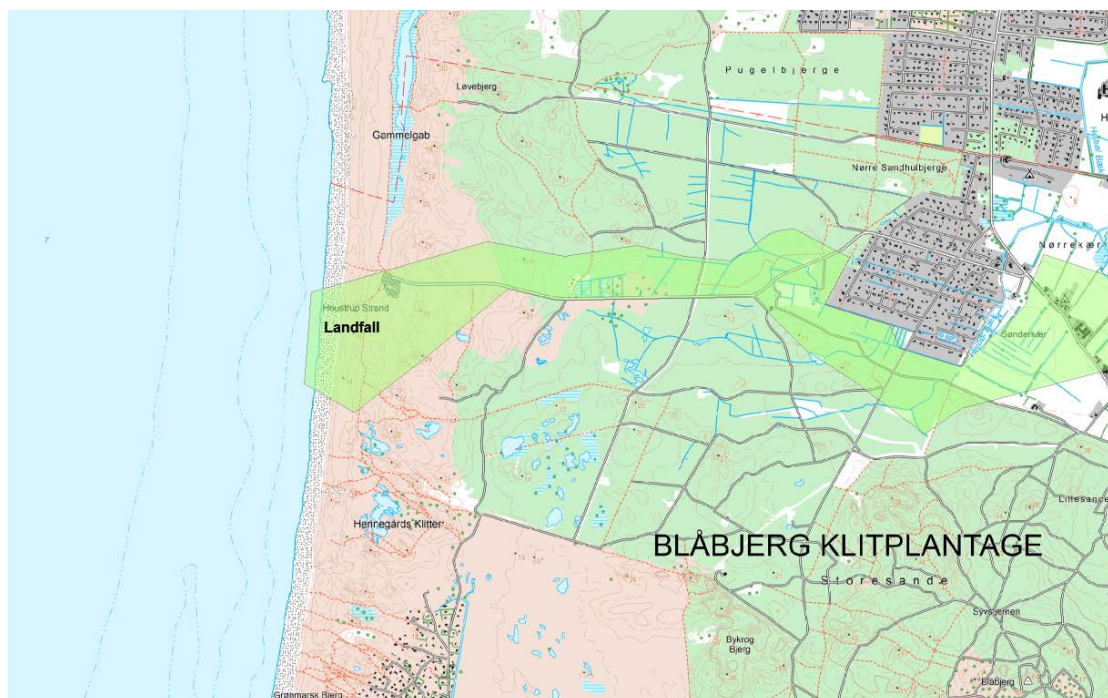 Pugelbjerge
Løvebjerg
Gammelgab
Nørre Sandhulbjerge
Nørrekær
Houstrup Strand
Landfall
Sønderkær
Hennegårds Klitter
BLÅBJERG KLITPLANTAGE
Storesande
Syvstjernen
Bykrog
Bjerg
Blåbjerg
Grønmarsk Bjerg